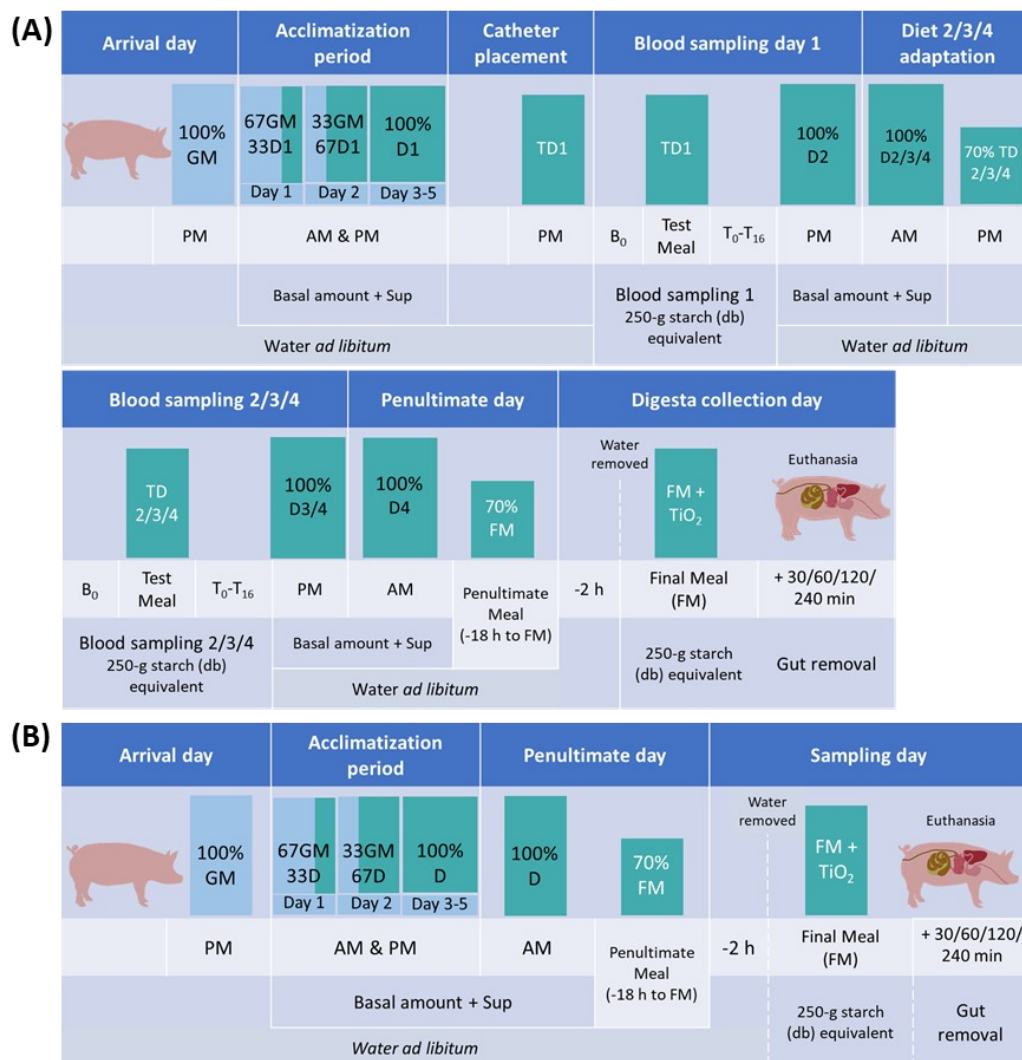 (A)
Arrival day
Acclimatization
period
Catheter
placement
Blood sampling day 1
Diet 2/3/4
adaptation
100%
GM
67GM
33D1
Day 1
33GM
67D1
Day 2
100%
D1
Day 3-5
TD1
TD1
100%
D2
100%
D2/3/4
70% TD
2/3/4
PM
AM & PM
PM
B₀
Test
Meal
T₀-T₁₆
PM
AM
PM
Basal amount + Sup
Blood sampling 1
250-g starch (db)
equivalent
Basal amount + Sup
Water ad libitum
Water ad libitum
Blood sampling 2/3/4
Penultimate day
Digesta collection day
TD
2/3/4
100%
D3/4
100%
D4
70%
FM
Water
removed
FM +
TiO₂
Euthanasia
B₀
Test
Meal
T₀-T₁₆
PM
AM
Penultimate
Meal
(-18 h to FM)
-2 h
Final Meal
(FM)
+ 30/60/120/
240 min
Blood sampling 2/3/4
250-g starch (db)
equivalent
Basal amount + Sup
250-g starch
(db) equivalent
Gut removal
Water ad libitum
(B)
Arrival day
Acclimatization
period
Penultimate day
Sampling day
100%
GM
67GM
33D
Day 1
33GM
67D
Day 2
100%
D
Day 3-5
100%
D
70%
FM
Water
removed
FM +
TiO₂
Euthanasia
PM
AM & PM
AM
Penultimate
Meal
(-18 h to FM)
-2 h
Final Meal
(FM)
+ 30/60/120/
240 min
Basal amount + Sup
250-g starch
(db) equivalent
Gut
removal
Water ad libitum